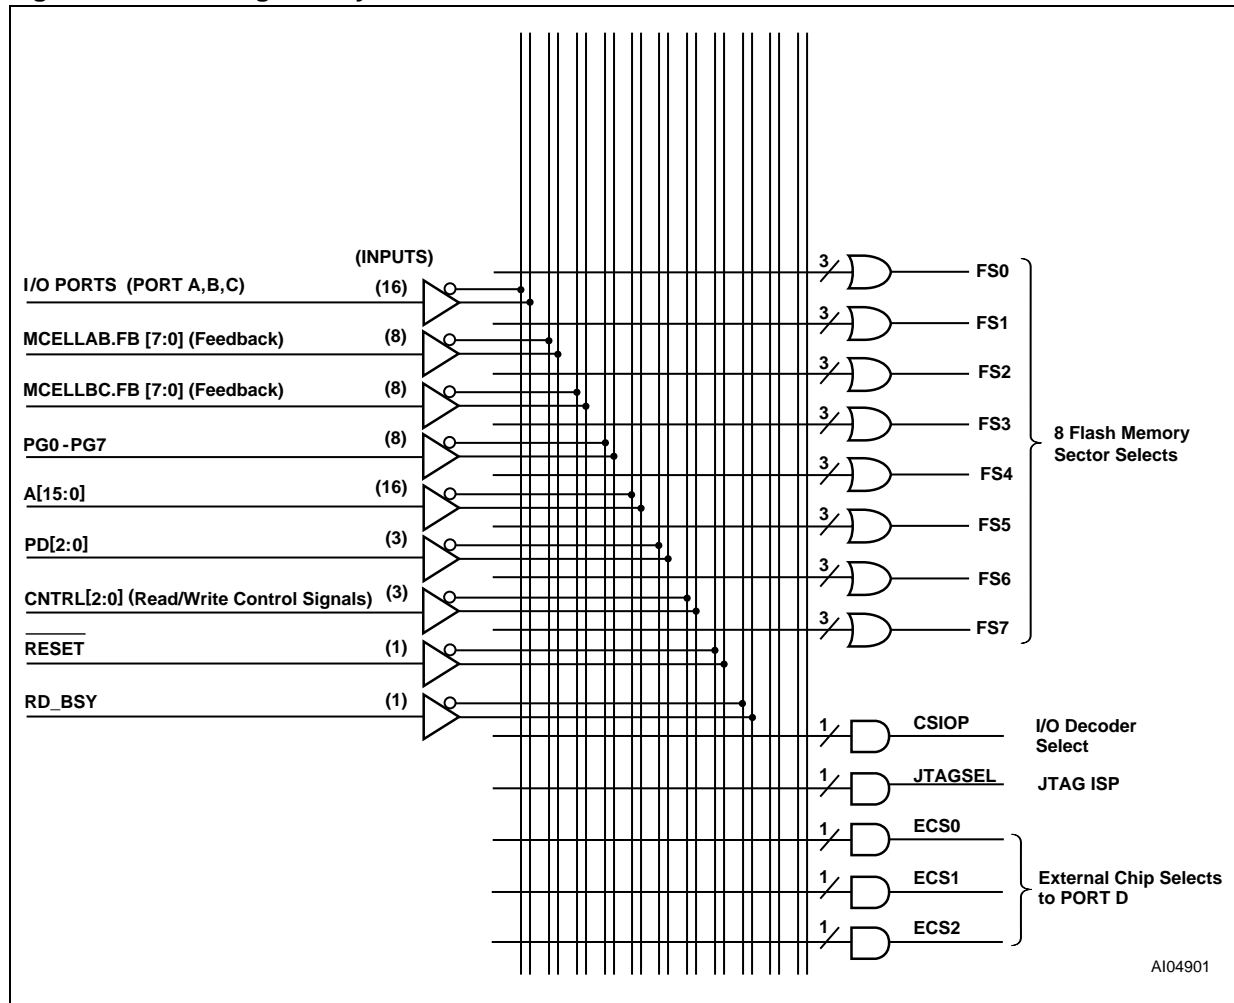 (INPUTS)
I/O PORTS (PORT A,B,C) (16)
MCELLAB.FB [7:0] (Feedback) (8)
MCELLBC.FB [7:0] (Feedback) (8)
PG0 -PG7 (8)
A[15:0] (16)
PD[2:0] (3)
CNTRL[2:0] (Read/Write Control Signals) (3)
RESET (1)
RD_BSY (1)
3 FS0
3 FS1
3 FS2
3 FS3
3 FS4
3 FS5
3 FS6
3 FS7
8 Flash Memory
Sector Selects
1 CSIOP
I/O Decoder
Select
1 JTAGSEL
JTAG ISP
1 ECS0
1 ECS1
1 ECS2
External Chip Selects
to PORT D
AI04901